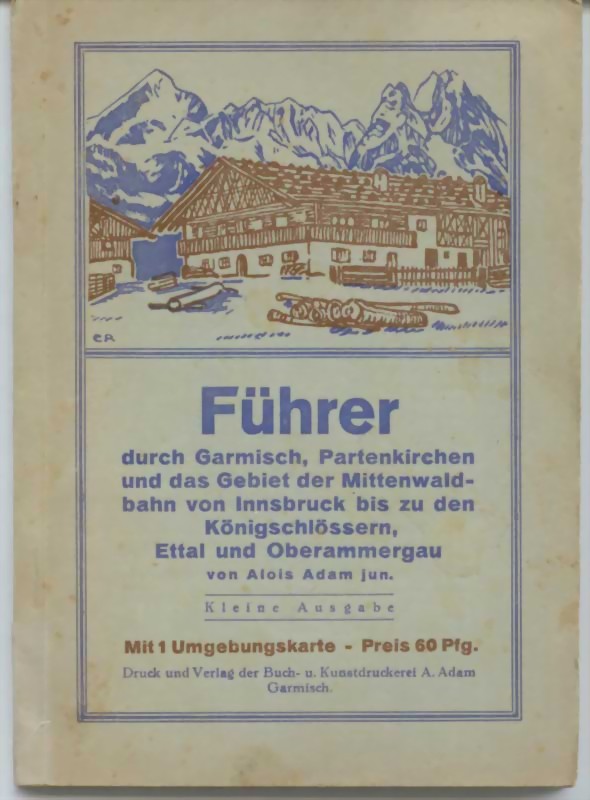 CR
Führer
durch Garmisch, Partenkirchen
und das Gebiet der Mittenwald-
bahn von Innsbruck bis zu den
Königschlössern,
Ettal und Oberammergau
von Alois Adam jun.
Kleine Ausgabe
Mit 1 Umgebungskarte - Preis 60 Pfg.
Druck und Verlag der Buch- u. Kunstdruckerei A. Adam
Garmisch.